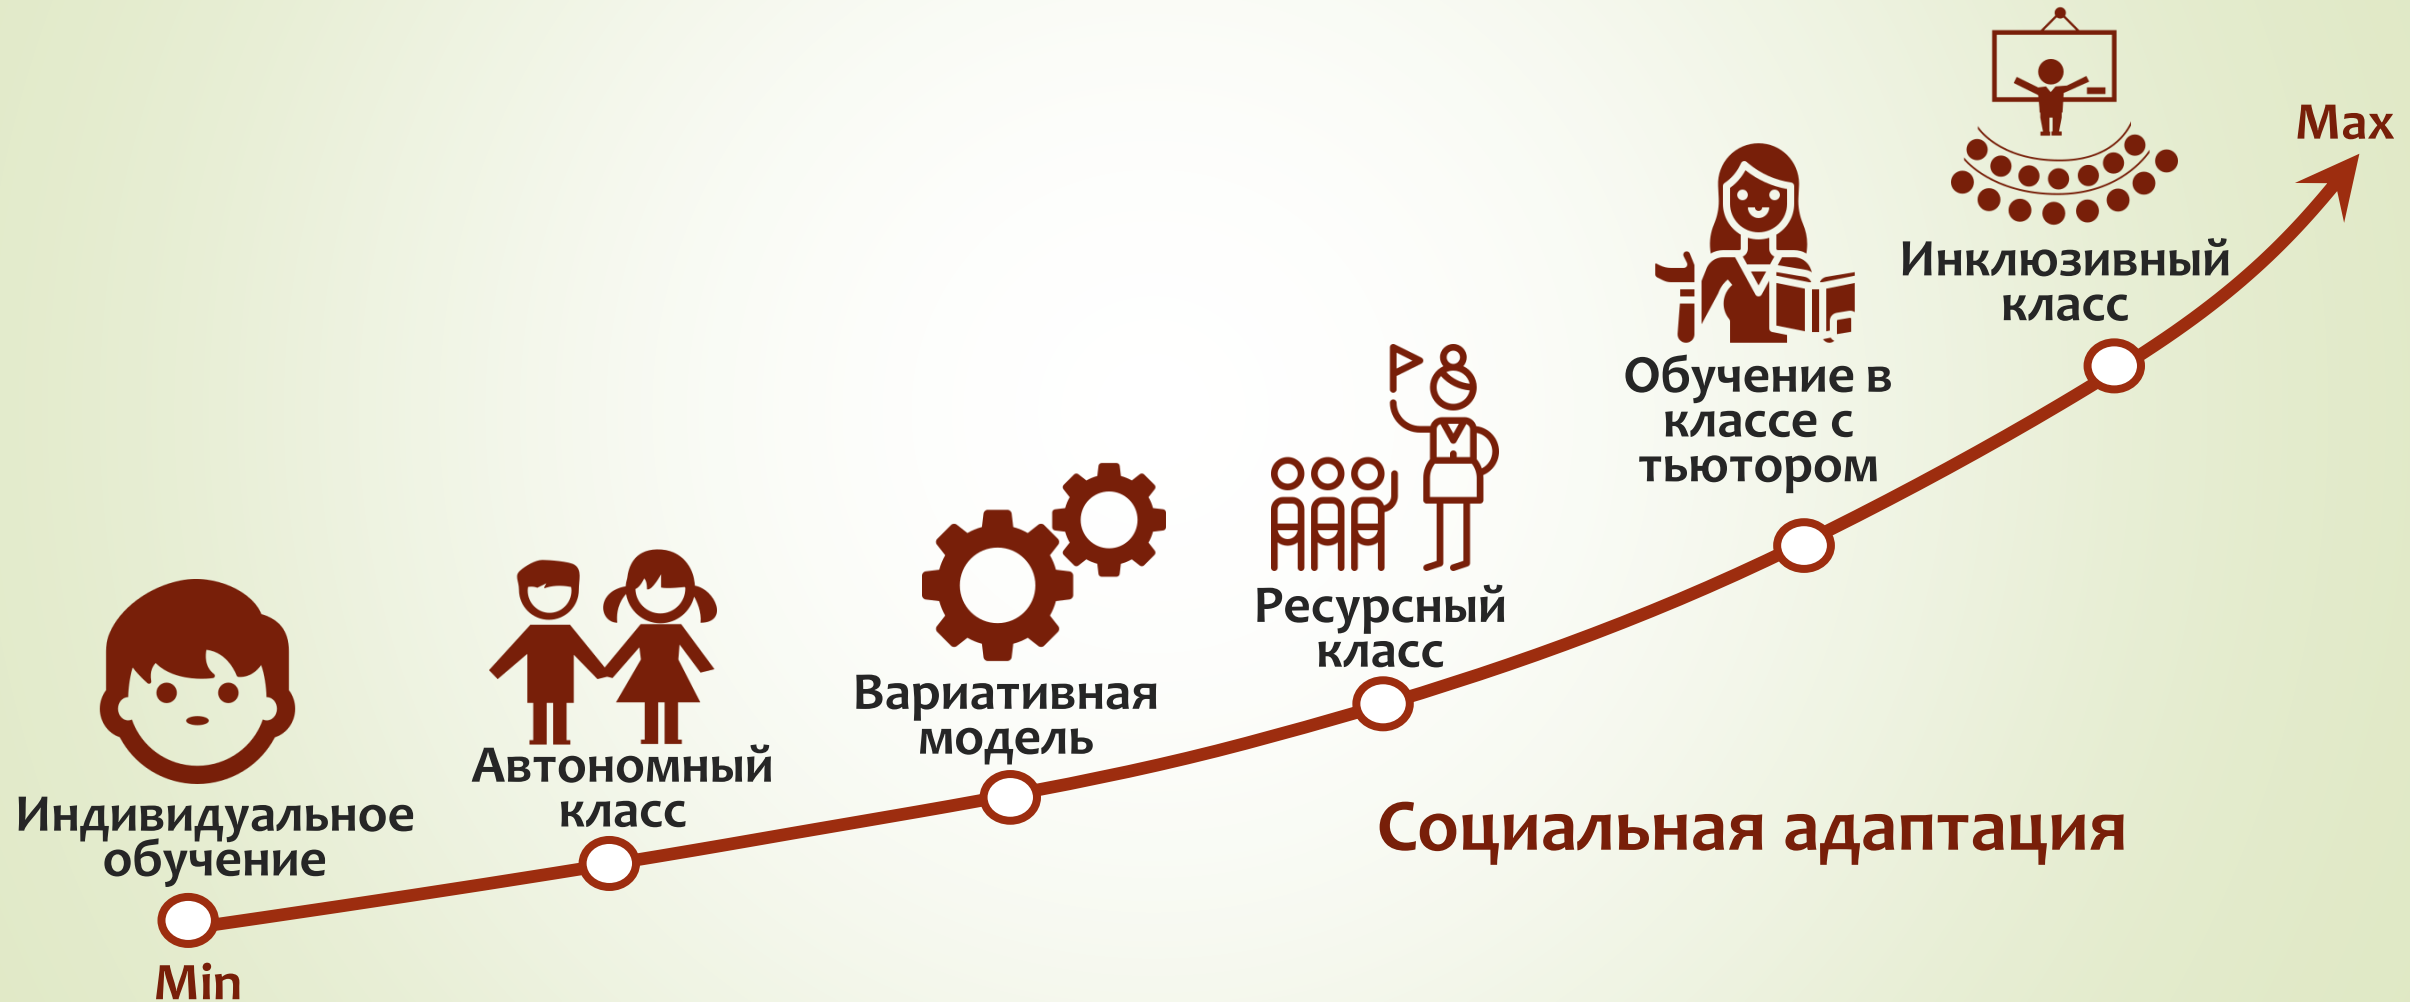 Индивидуальное
обучение
Min
Автономный
класс
Вариативная
модель
Ресурсный
класс
Обучение в
классе с
тьютором
Инклюзивный
класс
Max
Социальная адаптация